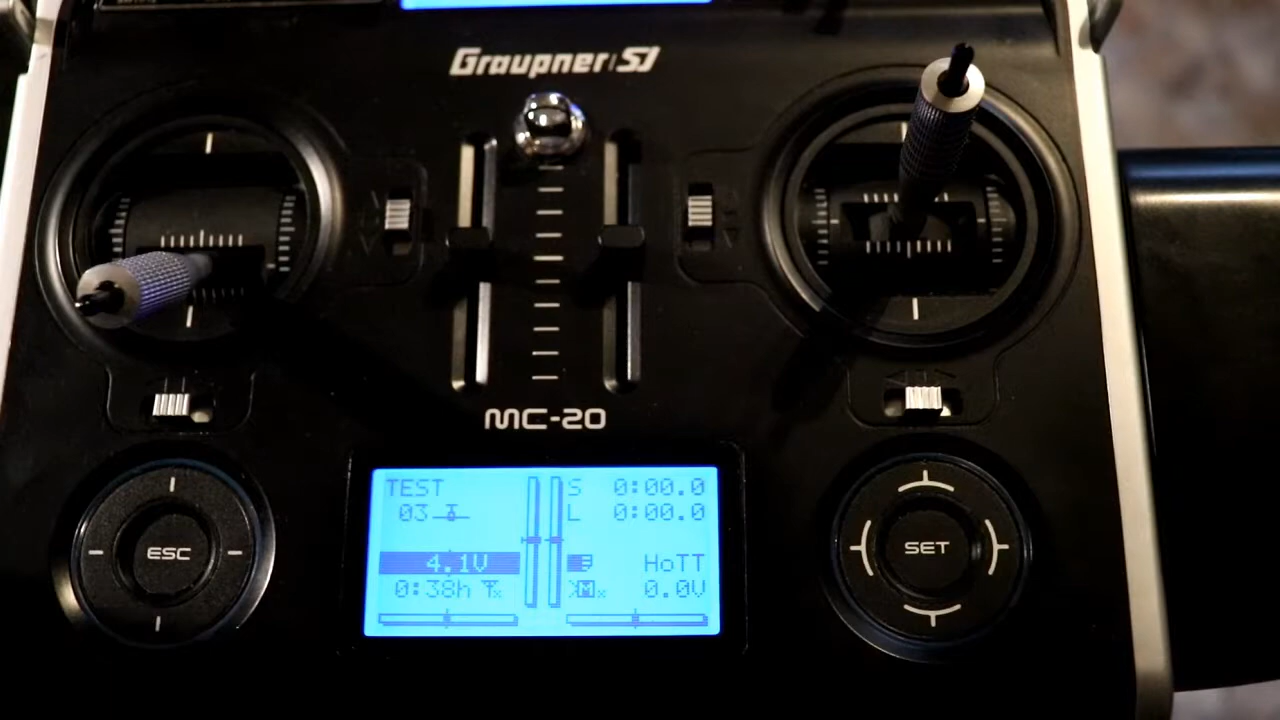 Graupner SJ
MC-20
TEST
03
4.1V
0:38h
S 0:00.0
L 0:00.0
HoTT
M 0.0V
ESC
SET